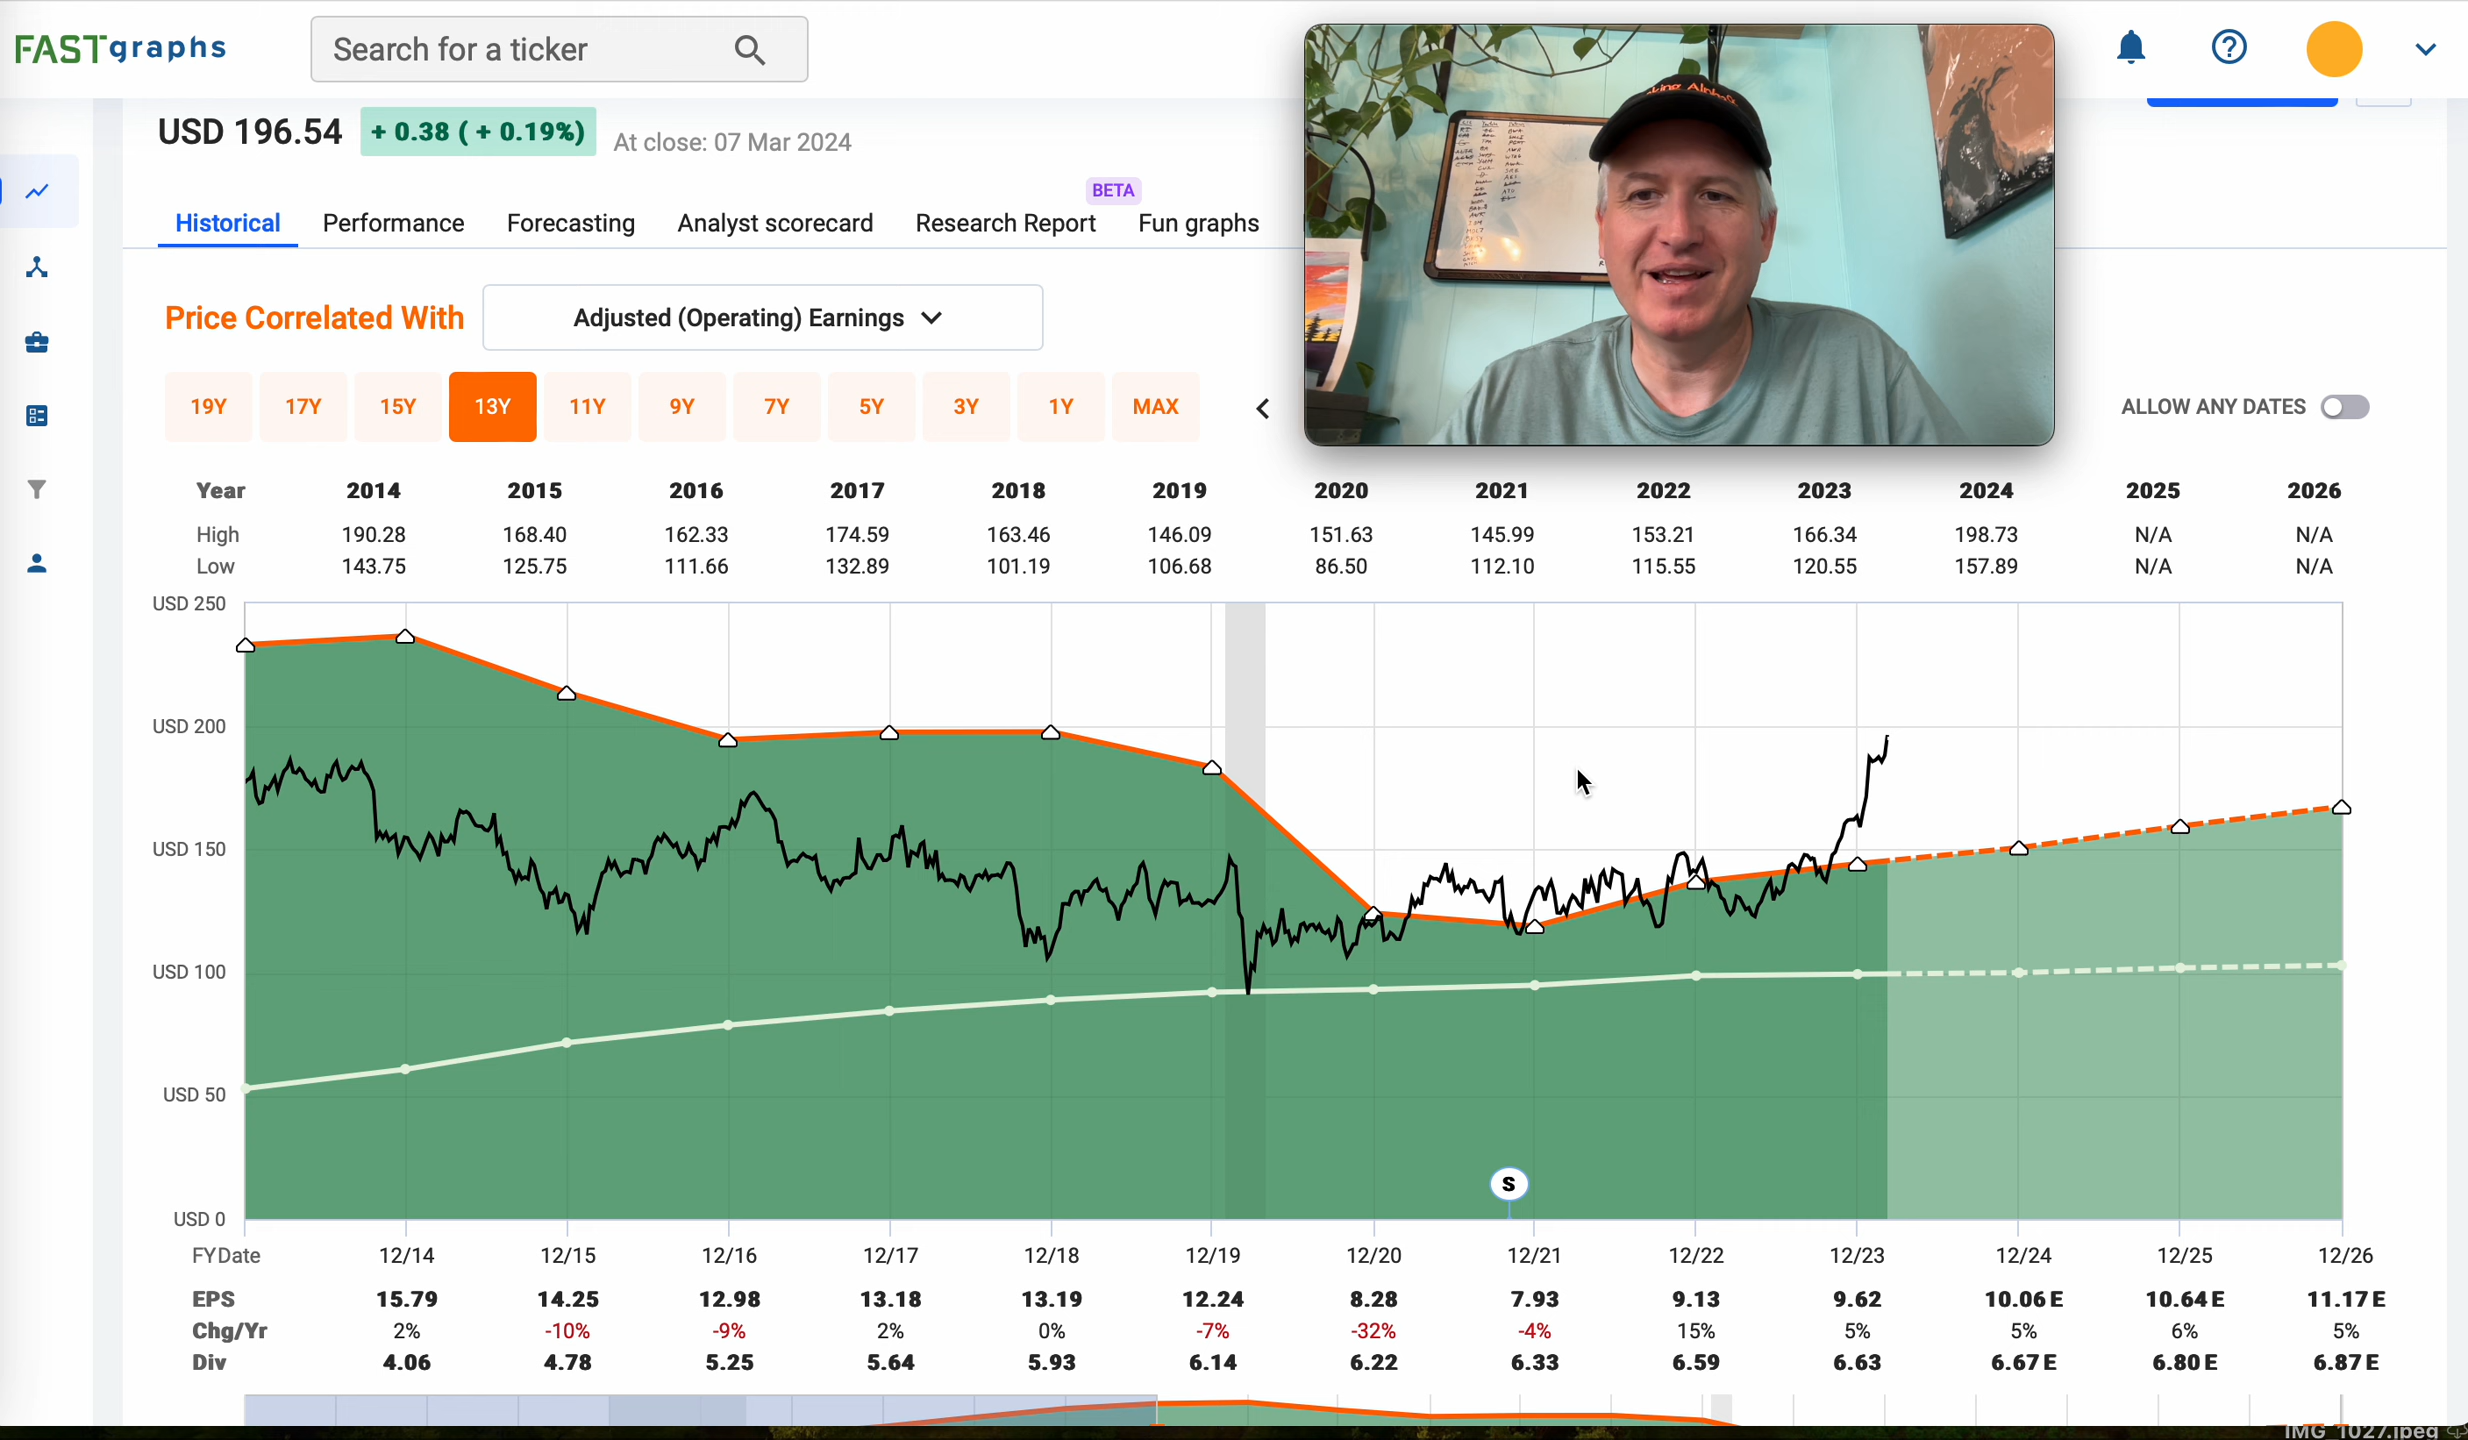 FAST graphs
Search for a ticker
USD 196.54
+ 0.38 ( + 0.19%)
At close: 07 Mar 2024
BETA
Historical Performance Forecasting Analyst scorecard Research Report Fun graphs
Price Correlated With
Adjusted (Operating) Earnings
19Y 17Y 15Y 13Y 11Y 9Y 7Y 5Y 3Y 1Y MAX
ALLOW ANY DATES
Year 2014 2015 2016 2017 2018 2019 2020 2021 2022 2023 2024 2025 2026
High 190.28 168.40 162.33 174.59 163.46 146.09 151.63 145.99 153.21 166.34 198.73 N/A N/A
Low 143.75 125.75 111.66 132.89 101.19 106.68 86.50 112.10 115.55 120.55 157.89 N/A N/A
USD 250
USD 200
USD 150
USD 100
USD 50
USD 0
S
FYDate 12/14 12/15 12/16 12/17 12/18 12/19 12/20 12/21 12/22 12/23 12/24 12/25 12/26
EPS 15.79 14.25 12.98 13.18 13.19 12.24 8.28 7.93 9.13 9.62 10.06E 10.64E 11.17E
Chg/Yr 2% -10% -9% 2% 0% -7% -32% -4% 15% 5% 5% 6% 5%
Div 4.06 4.78 5.25 5.64 5.93 6.14 6.22 6.33 6.59 6.63 6.67E 6.80E 6.87E
IMG_1027.jpeg